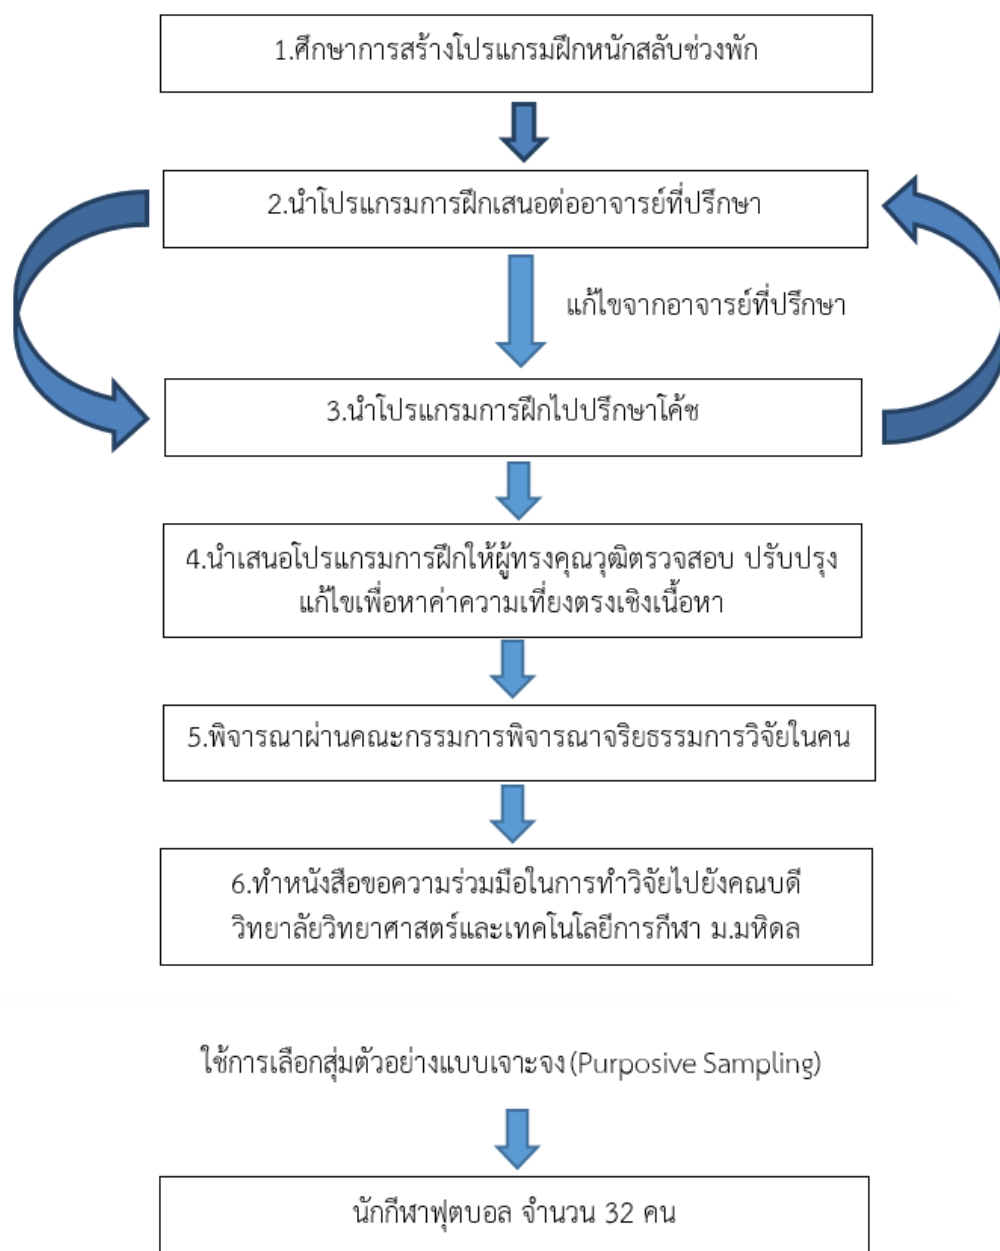 1.ศึกษาการสร้างโปรแกรมฝึกหนักสลับช่วงพัก
2.นำโปรแกรมการฝึกเสนอต่ออาจารย์ที่ปรึกษา
แก้ไขจากอาจารย์ที่ปรึกษา
3.นำโปรแกรมการฝึกไปปรึกษาโค้ช
4.นำเสนอโปรแกรมการฝึกให้ผู้ทรงคุณวุฒิตรวจสอบ ปรับปรุง
แก้ไขเพื่อหาค่าความเที่ยงตรงเชิงเนื้อหา
5.พิจารณาผ่านคณะกรรมการพิจารณาจริยธรรมการวิจัยในคน
6.ทำหนังสือขอความร่วมมือในการทำวิจัยไปยังคณบดี
วิทยาลัยวิทยาศาสตร์และเทคโนโลยีการกีฬา ม.มหิดล
ใช้การเลือกสุ่มตัวอย่างแบบเจาะจง (Purposive Sampling)
นักกีฬาฟุตบอล จำนวน 32 คน